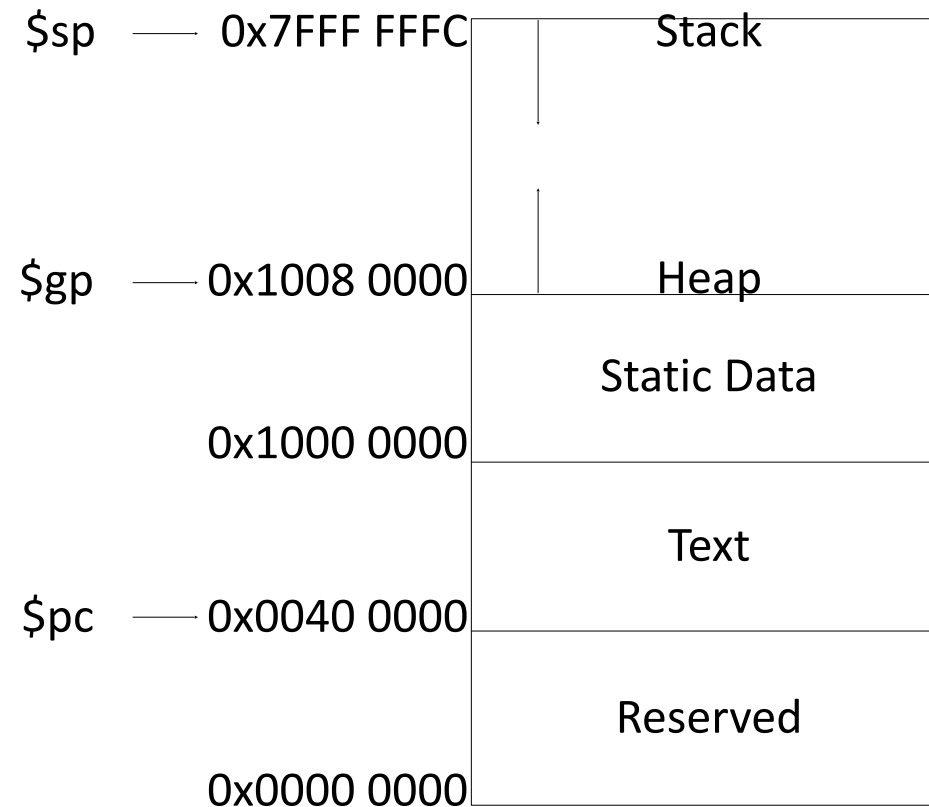 $sp 0x7FFF FFFC Stack
$gp 0x1008 0000 Heap
Static Data
0x1000 0000
Text
$pc 0x0040 0000
Reserved
0x0000 0000